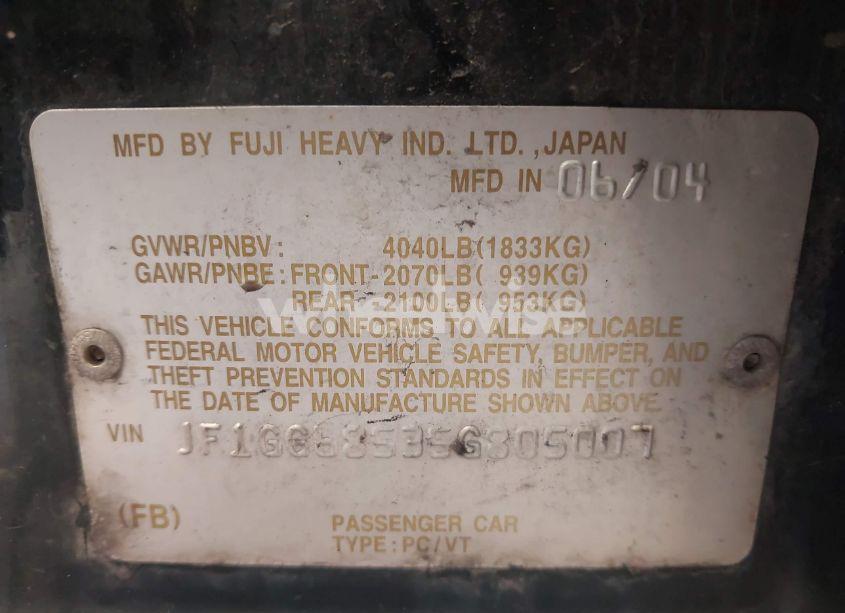 MFD BY FUJI HEAVY IND. LTD.,JAPAN
MFD IN 06/04
GVWR/PNBV: 4040LB(1833KG)
GAWR/PNBE:FRONT-2070LB( 939KG)
REAR -2100LB( 953KG)
THIS VEHICLE CONFORMS TO ALL APPLICABLE
FEDERAL MOTOR VEHICLE SAFETY, BUMPER, AND
THEFT PREVENTION STANDARDS IN EFFECT ON
THE DATE OF MANUFACTURE SHOWN ABOVE.
VIN
(FB)
PASSENGER CAR
TYPE:PC/VT